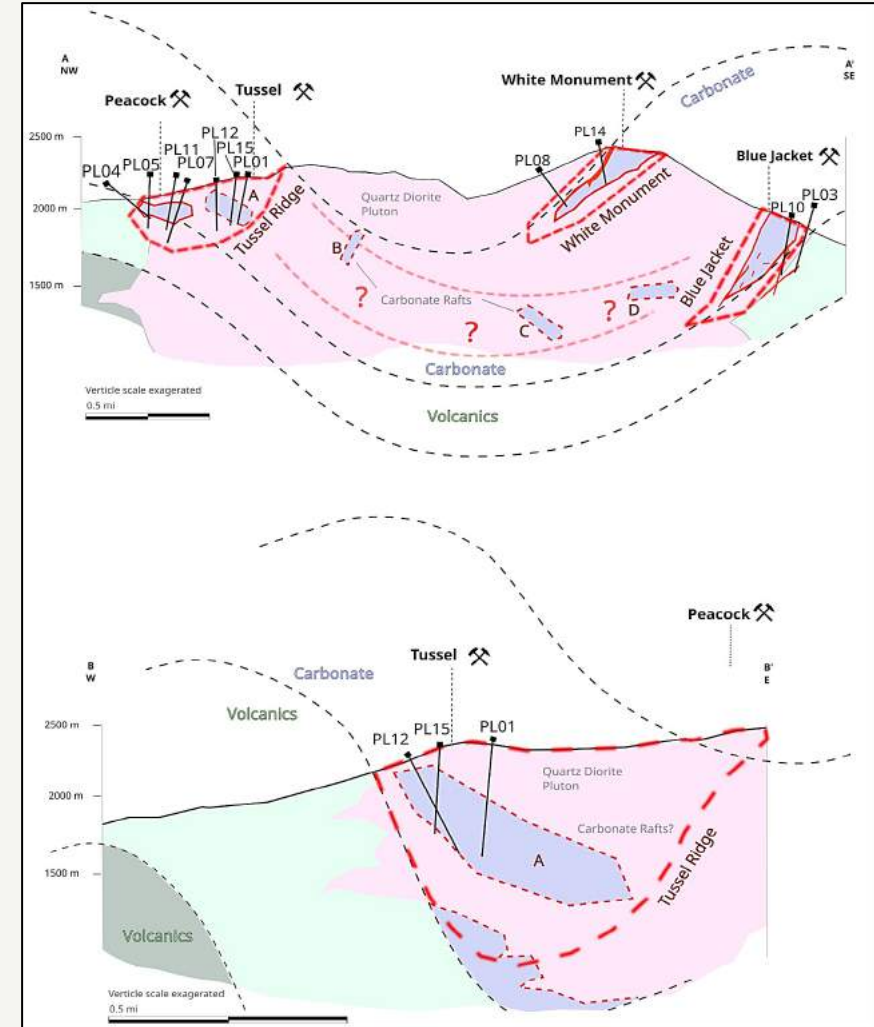 A
NW
A'
SE
White Monument
Carbonate
Tussel
Peacock
2500 m
PL12
PL14
PL11
PL15
PL04
PL05
PL07
PL01
PL08
Blue Jacket
PL03
PL10
A
Quartz Diorite
Pluton
2000 m
Tussel Ridge
White Monument
B
Blue Jacket
1500 m
?
Carbonate Rafts
?
D
?
C
Carbonate
Verticle scale exagerated
0.5 mi
Volcanics
Peacock
Tussel
B
W
Carbonate
B'
E
Volcanics
2500 m
PL12
PL15
PL01
Quartz Diorite
Pluton
2000 m
Carbonate Rafts?
A
Tussel Ridge
1500 m
Volcanics
Verticle scale exagerated
0.5 mi